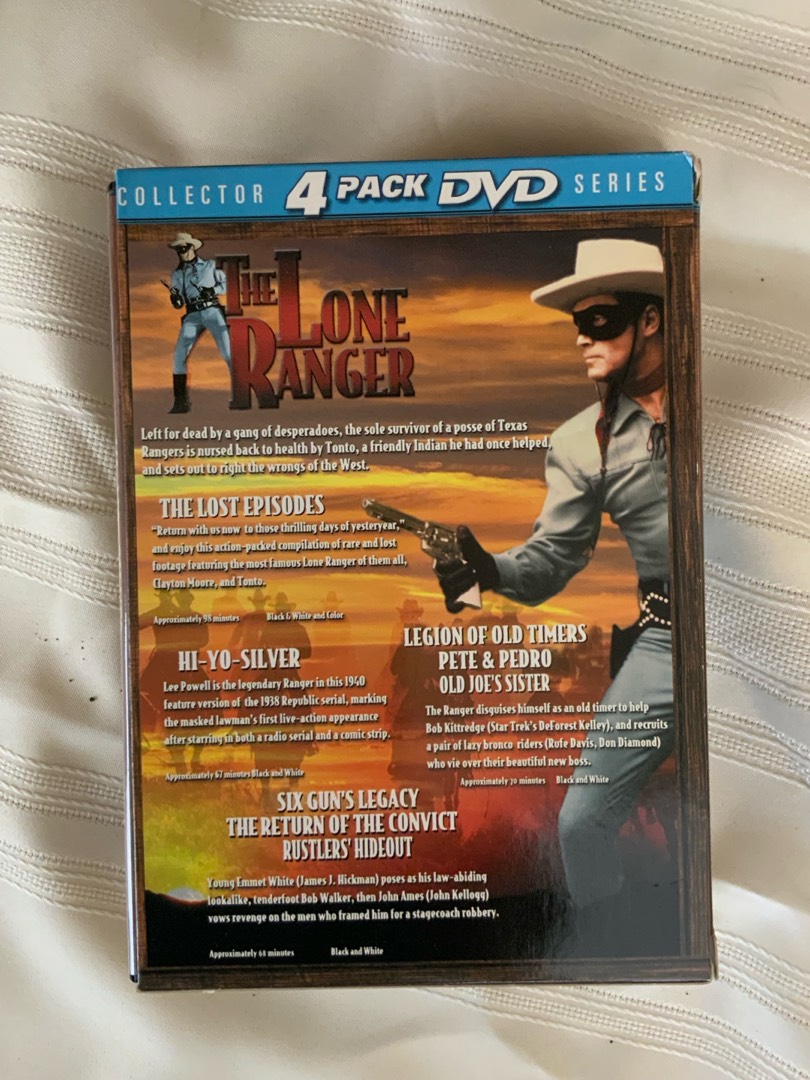 COLLECTOR 4 PACK DVD SERIES
THE LONE
RANGER
Left for dead by a gang of desperadoes, the sole survivor of a posse of Texas
Rangers is nursed back to health by Tonto, a friendly Indian he had once helped,
and sets out to right the wrongs of the West.
THE LOST EPISODES
"Return with us now to those thrilling days of yesteryear,"
and enjoy this action-packed compilation of rare and lost
footage featuring the most famous Lone Ranger of them all,
Clayton Moore, and Tonto.
Approximately 98 minutes Black & White and Color
HI-YO-SILVER
Lee Powell is the legendary Ranger in this 1940
feature version of the 1938 Republic serial, marking
the masked lawman's first live-action appearance
after starring in both a radio serial and a comic strip.
Approximately 67 minutes Black and White
LEGION OF OLD TIMERS
PETE & PEDRO
OLD JOE'S SISTER
The Ranger disguises himself as an old timer to help
Bob Kittredge (Star Trek's DeForest Kelley), and recruits
a pair of lazy bronco riders (Rufe Davis, Don Diamond)
who vie over their beautiful new boss.
Approximately 70 minutes Black and White
SIX GUN'S LEGACY
THE RETURN OF THE CONVICT
RUSTLERS' HIDEOUT
Young Emmet White (James J. Hickman) poses as his law-abiding
lookalike, tenderfoot Bob Walker, then John Ames (John Kellogg)
vows revenge on the men who framed him for a stagecoach robbery.
Approximately 68 minutes Black and White